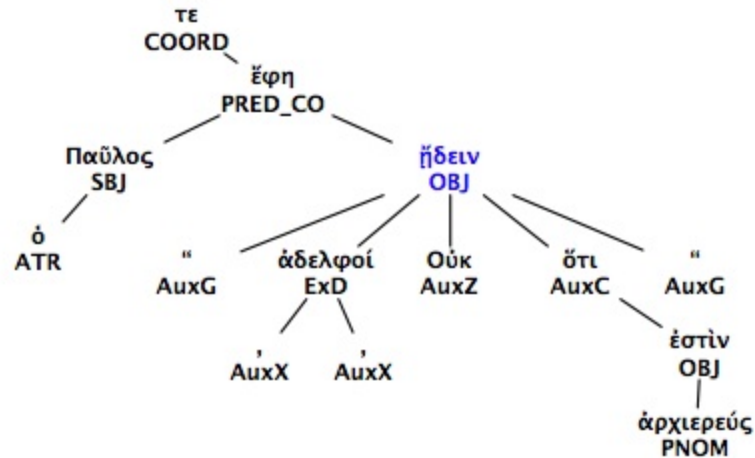 τε
COORD
ἔφη
PRED_CO
Παῦλος
SBJ
ᾔδειν
OBJ
ὁ
ATR
“
AuxG
ἀδελφοί
ExD
Οὐκ
AuxZ
ὅτι
AuxC
“
AuxG
,
AuxX
,
AuxX
ἐστὶν
OBJ
ἀρχιερεύς
PNOM